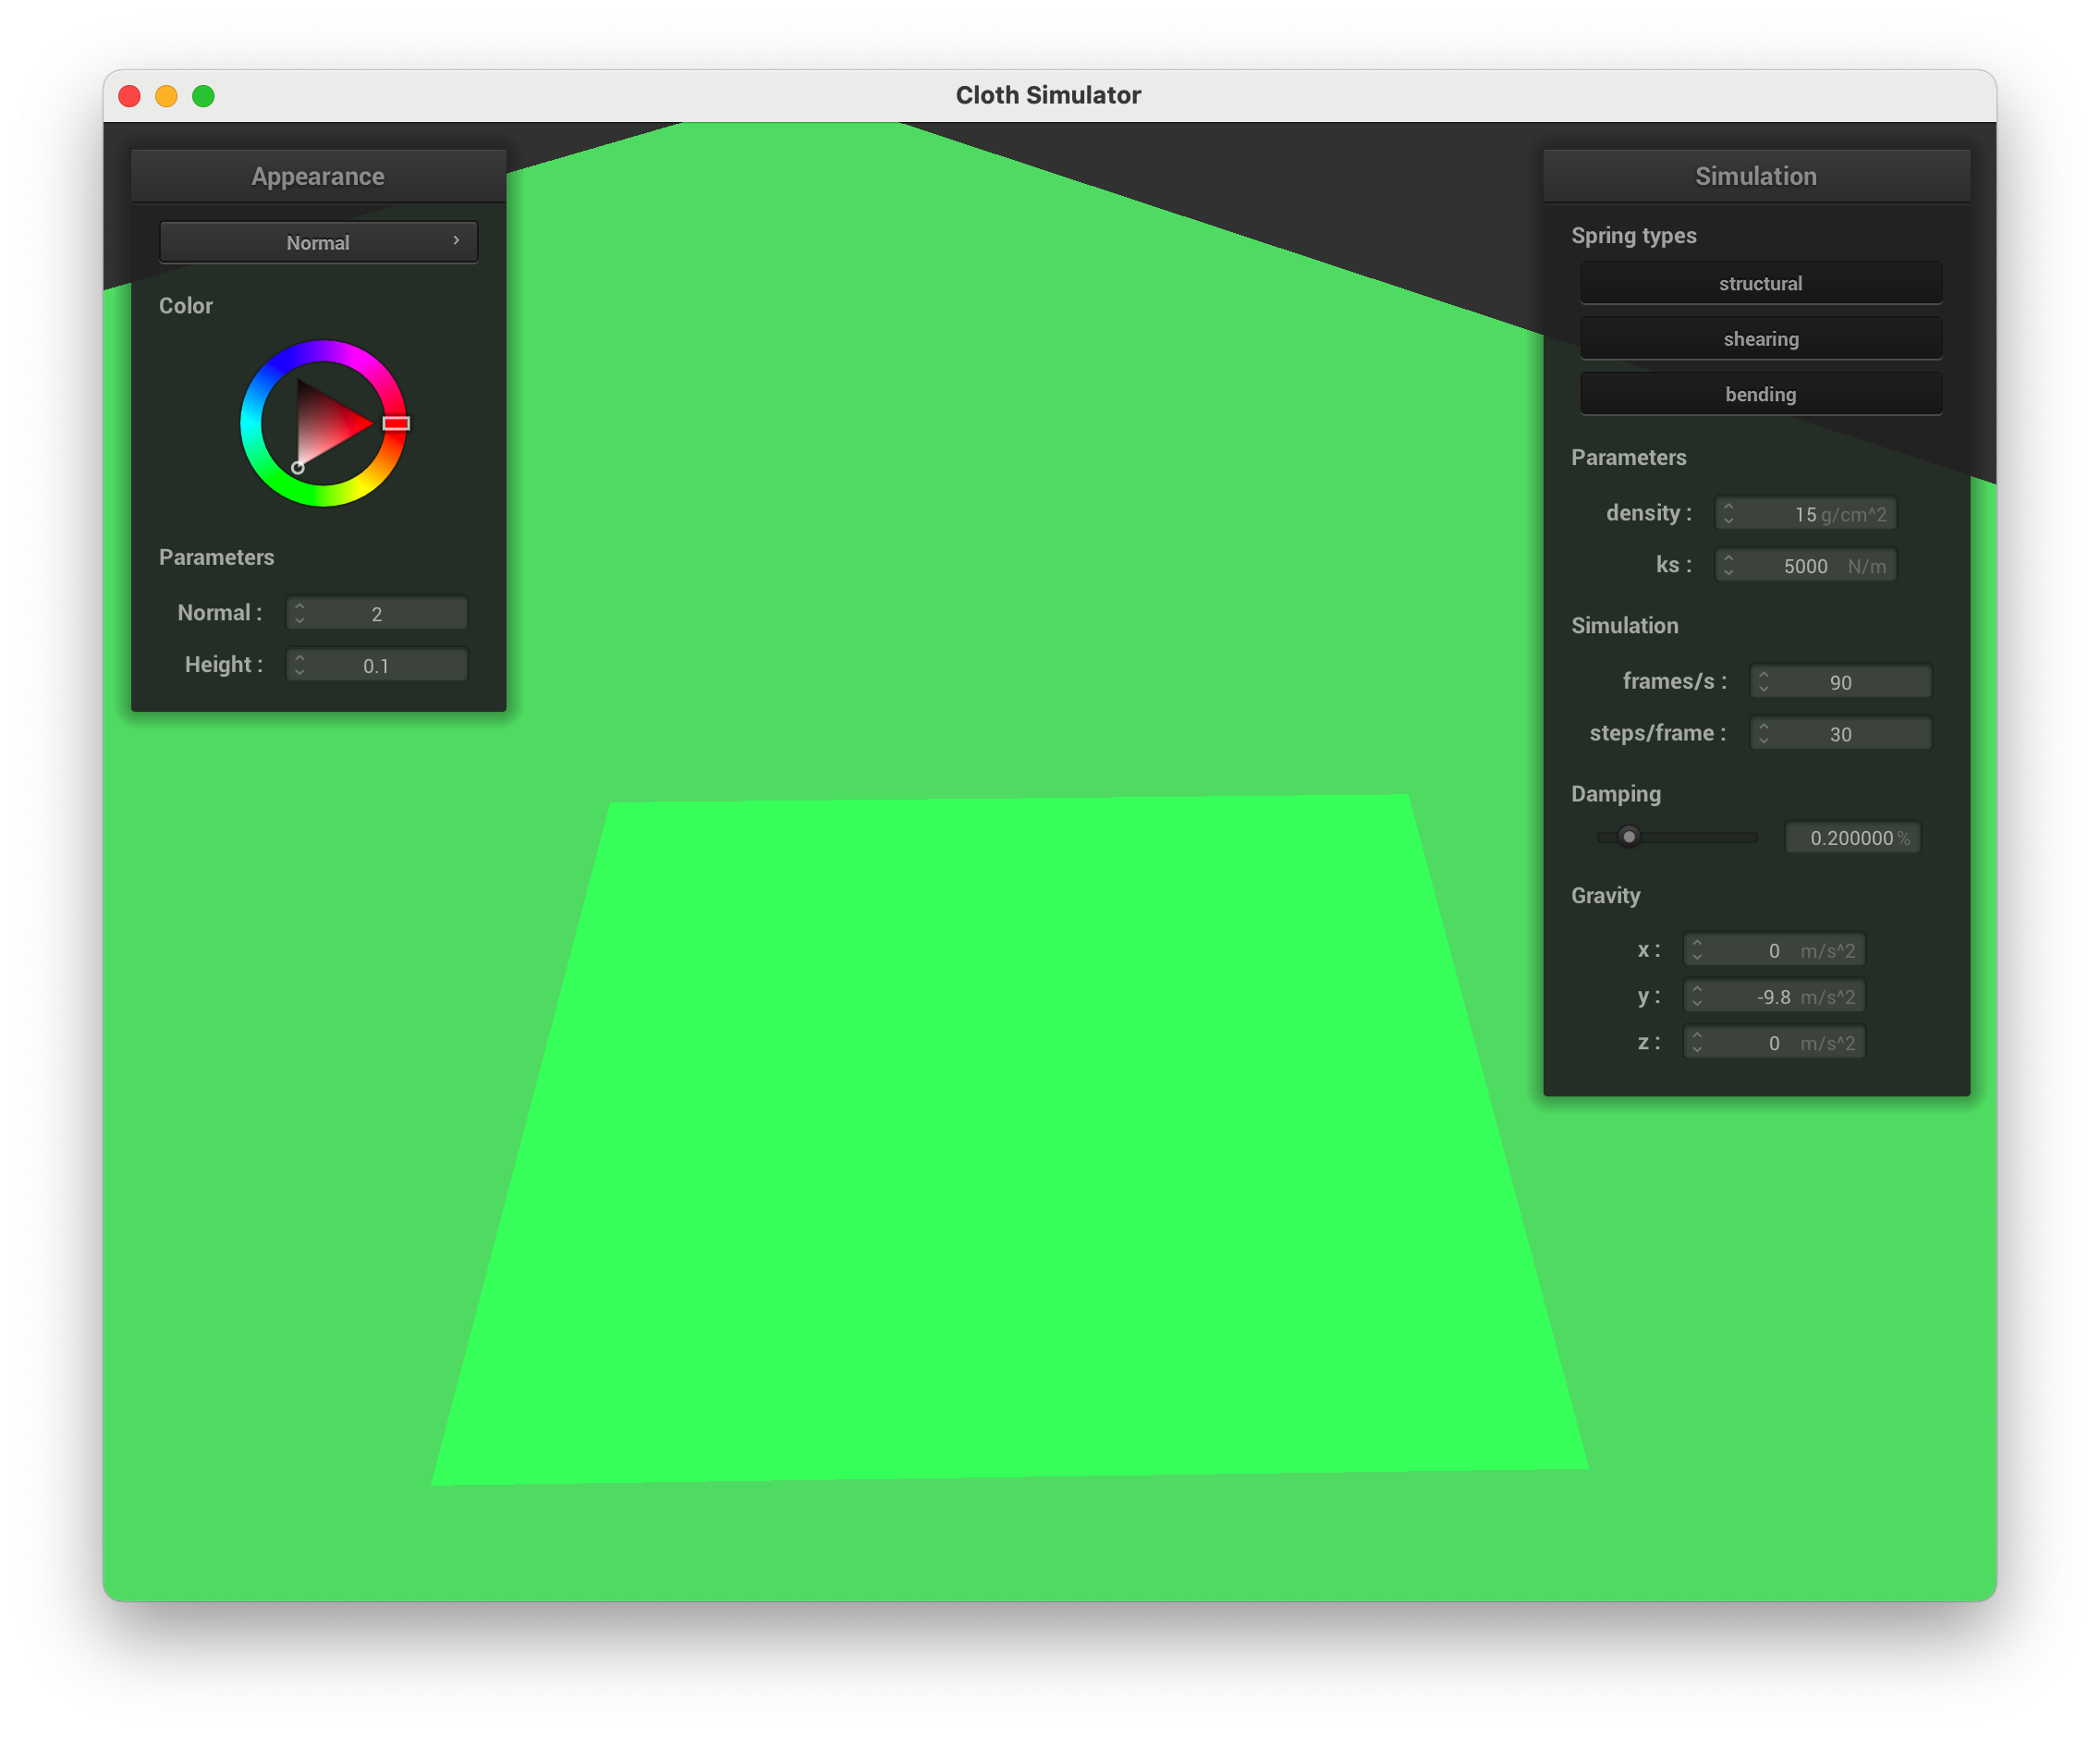 Cloth Simulator
Appearance
Normal
Color
Parameters
Normal : 2
Height : 0.1
Simulation
Spring types
structural
shearing
bending
Parameters
density : 15 g/cm^2
ks : 5000 N/m
Simulation
frames/s : 90
steps/frame : 30
Damping
0.200000 %
Gravity
x : 0 m/s^2
y : -9.8 m/s^2
z : 0 m/s^2